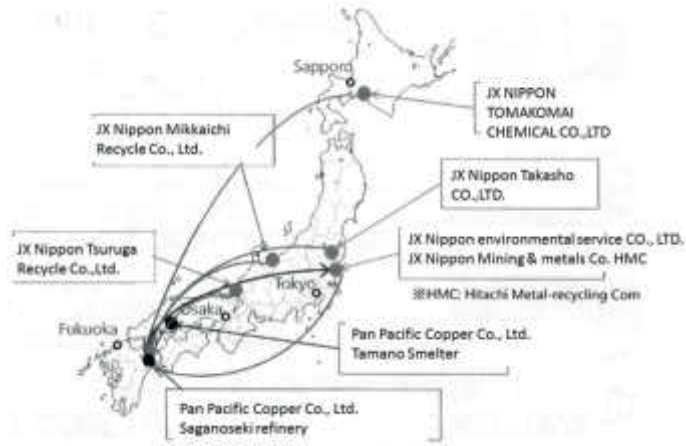 Sapporo
JX NIPPON
TOMAKOMAI
CHEMICAL CO.,LTD
JX Nippon Mikkaichi
Recycle Co., Ltd.
JX Nippon Takasho
CO.,LTD.
JX Nippon Tsuruga
Recycle Co.,Ltd.
JX Nippon environmental service CO., LTD.
JX Nippon Mining & metals Co. HMC
Tokyo
※HMC: Hitachi Metal-recycling Com
Osaka
Fukuoka
Pan Pacific Copper Co., Ltd.
Tamano Smelter
Pan Pacific Copper Co., Ltd.
Saganoseki refinery